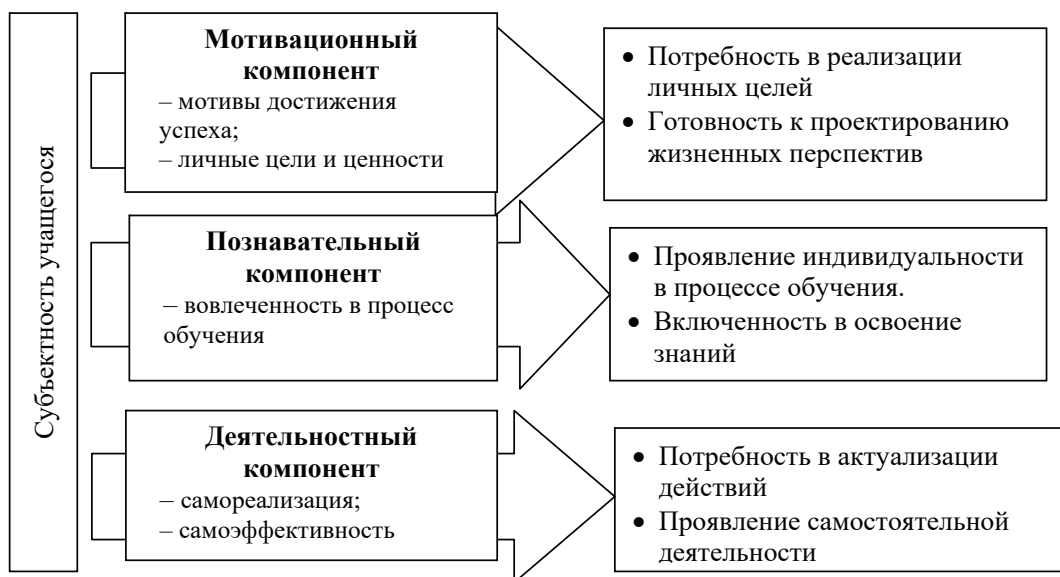 Субъектность учащегося
Мотивационный
компонент
– мотивы достижения
успеха;
– личные цели и ценности
• Потребность в реализации
личных целей
• Готовность к проектированию
жизненных перспектив
Познавательный
компонент
– вовлеченность в процесс
обучения
• Проявление индивидуальности
в процессе обучения.
• Включенность в освоение
знаний
Деятельностный
компонент
– самореализация;
– самоэффективность
• Потребность в актуализации
действий
• Проявление самостоятельной
деятельности